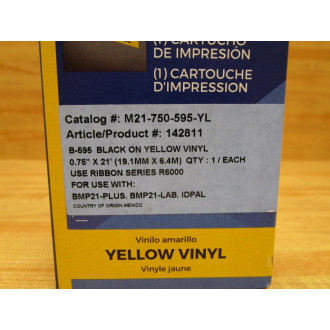 (1) CARTUCHO
DE IMPRESIÓN
(1) CARTOUCHE
D'IMPRESSION
Catalog #: M21-750-595-YL
Article/Product #: 142811
B-595 BLACK ON YELLOW VINYL
0.75" X 21' (19.1MM X 6.4M) QTY : 1 / EACH
USE RIBBON SERIES R6000
FOR USE WITH:
BMP21-PLUS. BMP21-LAB. IDPAL
COUNTRY OF ORIGIN MEXICO
Vinilo amarillo
YELLOW VINYL
Vinyle jaune